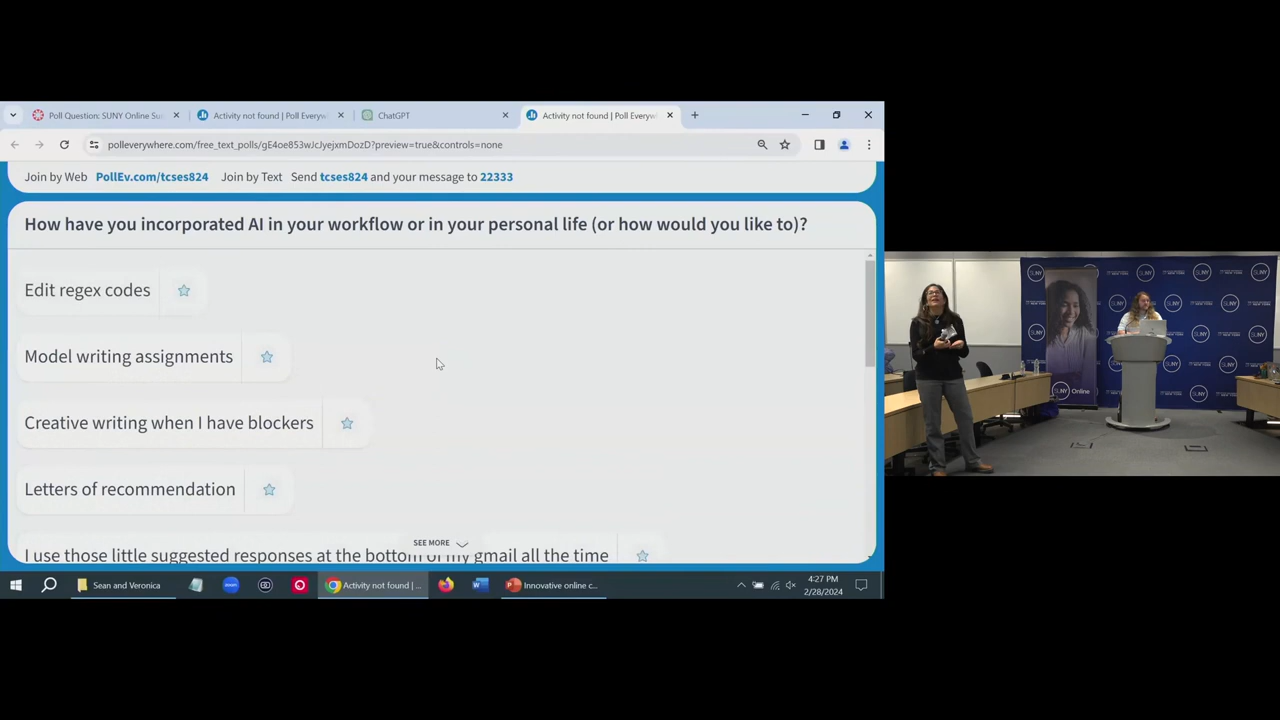 Poll Question: SUNY Online Su
Activity not found | Poll Everyw
ChatGPT
Activity not found | Poll Everyw
polleverywhere.com/free_text_polls/gE4oe853wJcJyejxmDozD?preview=true&controls=none
Join by Web PollEv.com/tcses824 Join by Text Send tcses824 and your message to 22333
How have you incorporated AI in your workflow or in your personal life (or how would you like to)?
Edit regex codes
Model writing assignments
Creative writing when I have blockers
Letters of recommendation
SEE MORE
I use those little suggested responses at the bottom of my gmail all the time
Sean and Veronica
Activity not found | ...
Innovative online c...
4:27 PM
2/28/2024
SUNY
SUNY Online